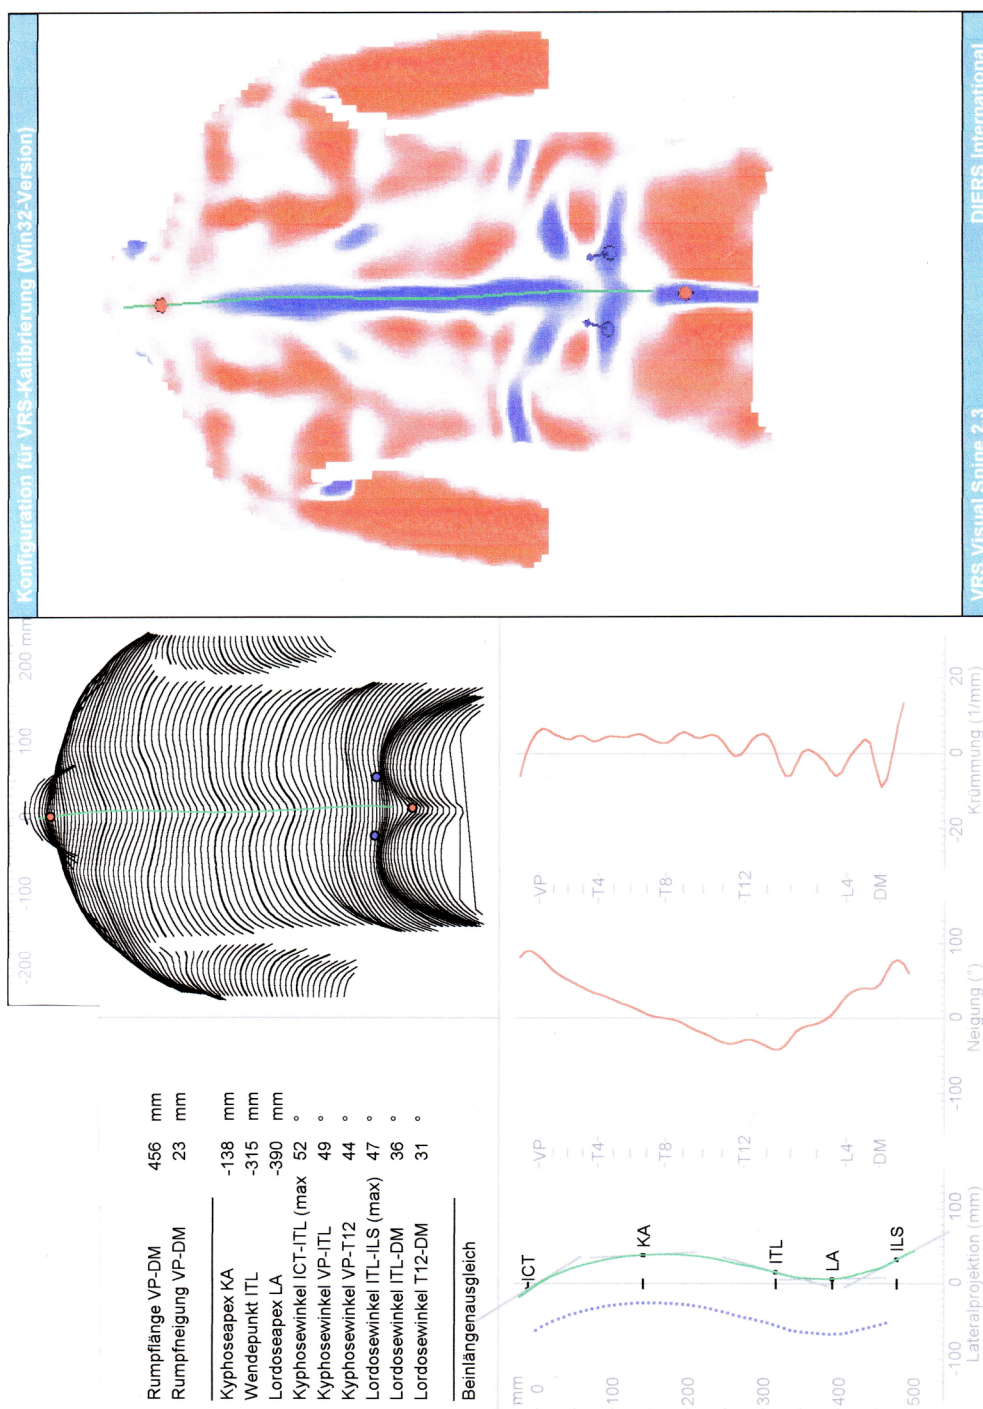 Konfiguration für VRS-Kalibrierung (Win32-Version)
VRS Visual Spine 2.3 DIERS International
-200 -100 0 100 200 mm
Rumpflänge VP-DM 456 mm
Rumpfneigung VP-DM 23 mm
Kyphoseapex KA -138 mm
Wendepunkt ITL -315 mm
Lordoseapex LA -390 mm
Kyphosewinkel ICT-ITL (max 52 °
Kyphosewinkel VP-ITL 49 °
Kyphosewinkel VP-T12 44 °
Lordosewinkel ITL-ILS (max) 47 °
Lordosewinkel ITL-DM 36 °
Lordosewinkel T12-DM 31 °
Beinlängenausgleich
mm
0
100
200
300
400
500
ICT
KA
ITL
LA
ILS
-100 0 100
Lateralprojektion (mm)
-VP
-T4-
-T8-
-T12
-L4-
-DM
-100 0 100
Neigung (°)
-VP
-T4-
-T8-
-T12
-L4-
-DM
-20 0 20
Krümmung (1/mm)